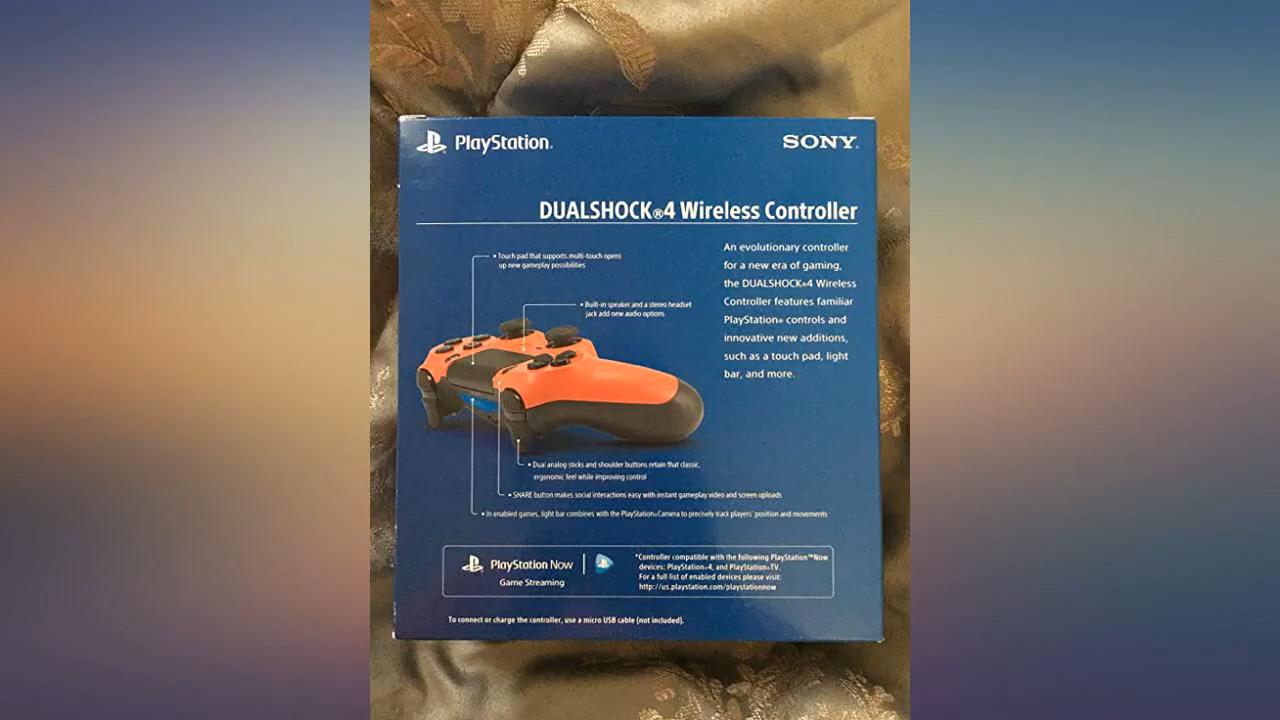 PlayStation®
SONY®
DUALSHOCK®4 Wireless Controller
An evolutionary controller
for a new era of gaming,
the DUALSHOCK®4 Wireless
Controller features familiar
PlayStation® controls and
innovative new additions,
such as a touch pad, light
bar, and more.
• Touch pad that supports multi-touch opens
up new gameplay possibilities
• Built-in speaker and a stereo headset
jack add new audio options
• Dual analog sticks and shoulder buttons retain that classic,
ergonomic feel while improving control
• SHARE button makes social interactions easy with instant gameplay video and screen uploads
• In enabled games, light bar combines with the PlayStation®Camera to precisely track players' position and movements
PlayStation Now
Game Streaming
*Controller compatible with the following PlayStation™Now
devices: PlayStation®4, and PlayStation®TV.
For a full list of enabled devices please visit:
http://us.playstation.com/playstationnow
To connect or charge the controller, use a micro USB cable (not included).